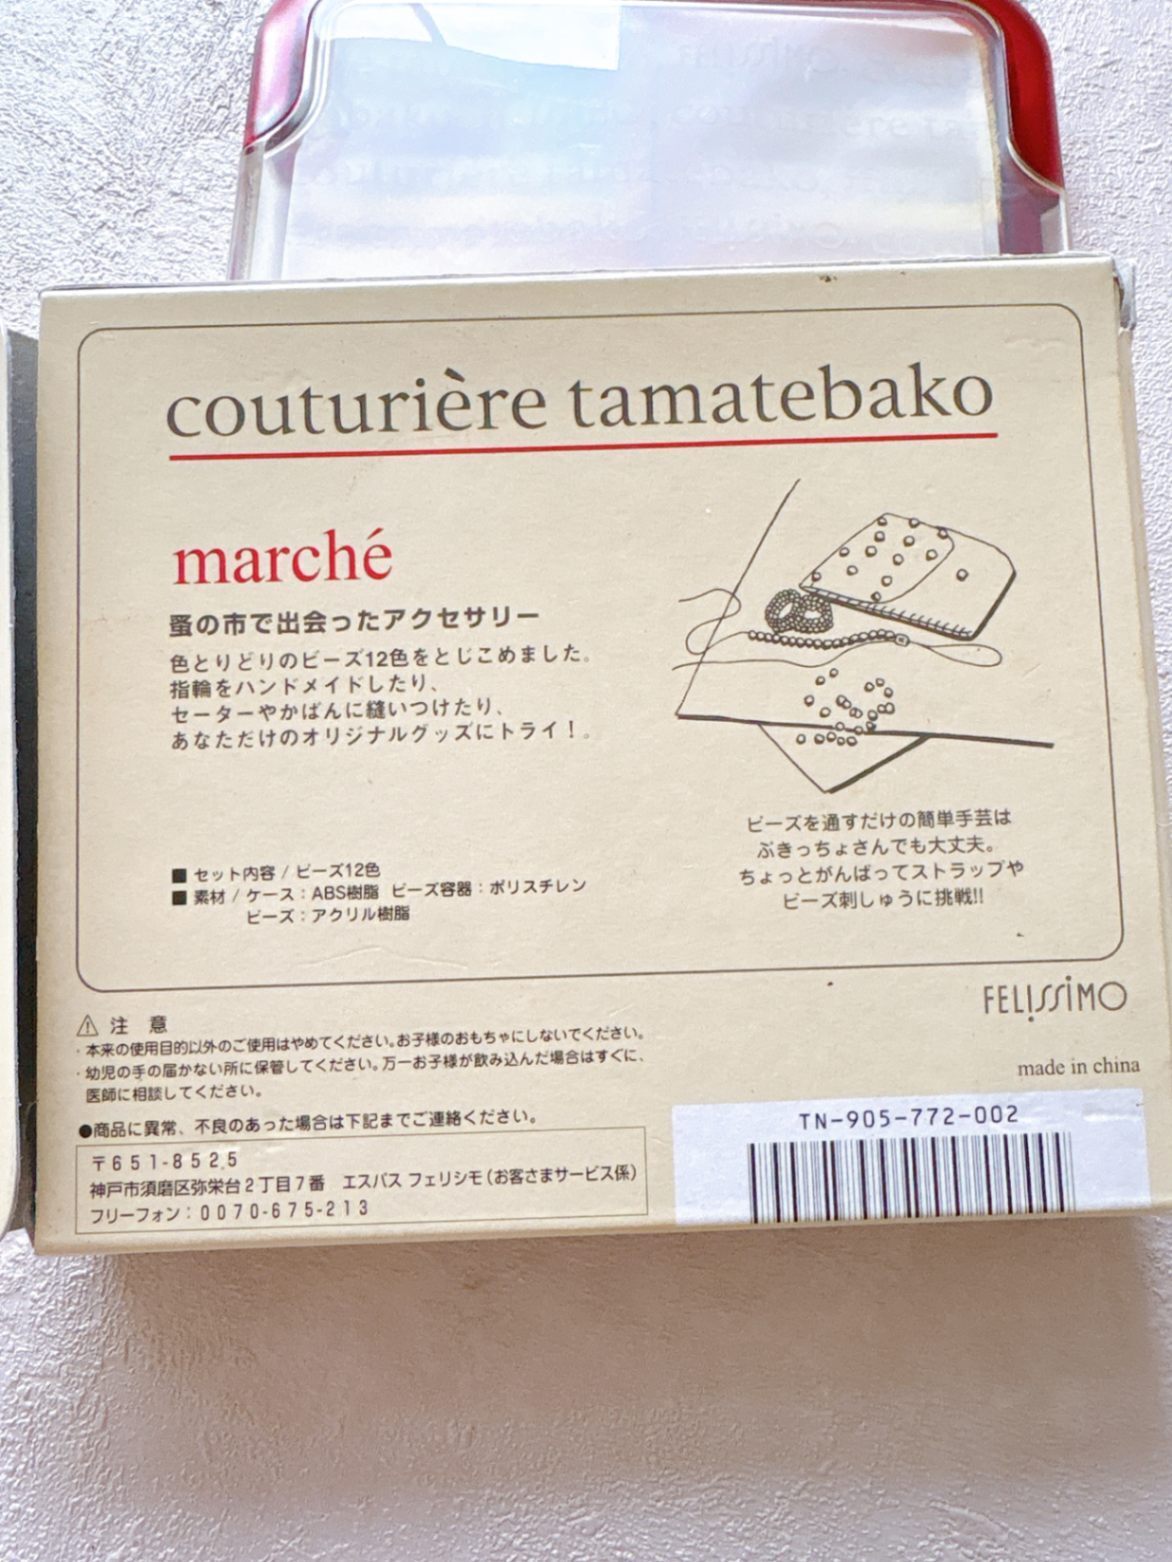 couturière tamatebako
marché
蚤の市で出会ったアクセサリー
色とりどりのビーズ12色をとじこめました。
指輪をハンドメイドしたり、
セーターやかばんに縫いつけたり、
あなただけのオリジナルグッズにトライ！。
ビーズを通すだけの簡単手芸は
ぶきっちょさんでも大丈夫。
ちょっとがんばってストラップや
ビーズ刺しゅうに挑戦!!
■ セット内容 / ビーズ12色
■ 素材 / ケース：ABS樹脂 ビーズ容器：ポリスチレン
ビーズ：アクリル樹脂
FELISSIMO
made in china
⚠ 注 意
・本来の使用目的以外のご使用はやめてください。お子様のおもちゃにしないでください。
・幼児の手の届かない所に保管してください。万一お子様が飲み込んだ場合はすぐに、
医師に相談してください。
●商品に異常、不良のあった場合は下記までご連絡ください。
〒651-8525
神戸市須磨区弥栄台2丁目7番 エスパス フェリシモ(お客さまサービス係)
フリーフォン：0070-675-213
TN-905-772-002